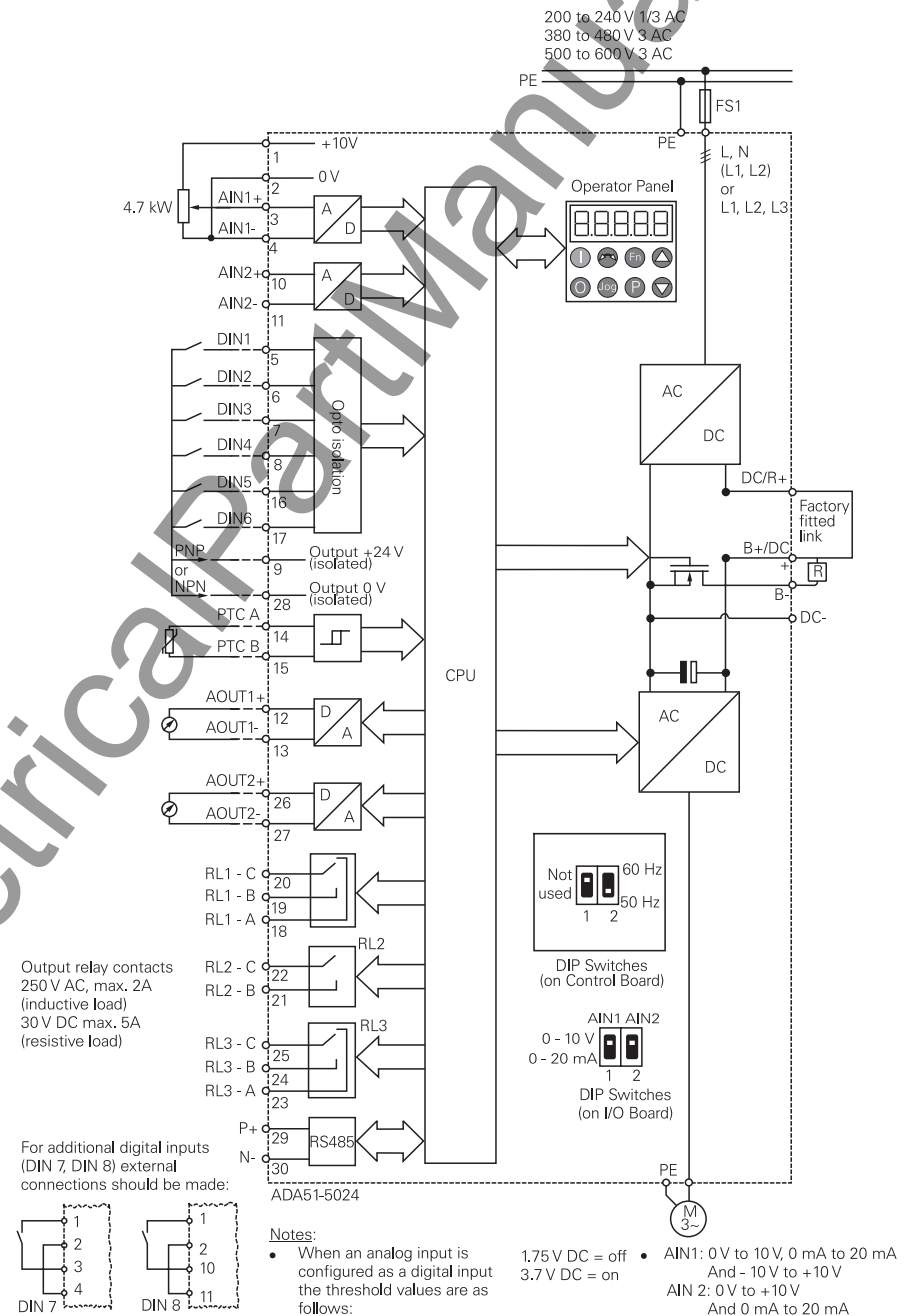 200 to 240 V 1/3 AC
380 to 480 V 3 AC
500 to 600 V 3 AC
PE
FS1
PE
L, N
(L1, L2)
or
L1, L2, L3
1
+10V
2
0 V
4.7 kW
AIN1+
3
AIN1-
4
A
D
AIN2+
10
AIN2-
11
A
D
Operator Panel
8.8.8.8.8
I
Fn
O
Jog
P
DIN1
5
DIN2
6
DIN3
7
DIN4
8
DIN5
16
DIN6
17
Opto isolation
PNP
or
NPN
9
Output +24 V
(isolated)
28
Output 0 V
(isolated)
PTC A
14
PTC B
15
CPU
AC
DC
DC/R+
Factory
fitted
link
B+/DC
+
R
B-
DC-
AC
DC
AOUT1+
12
AOUT1-
13
D
A
AOUT2+
26
AOUT2-
27
D
A
RL1 - C
20
RL1 - B
19
RL1 - A
18
RL2
RL2 - C
22
RL2 - B
21
RL3
RL3 - C
25
RL3 - B
24
RL3 - A
23
P+
29
N-
30
RS485
Not
used
60 Hz
50 Hz
1 2
DIP Switches
(on Control Board)
AIN1 AIN2
0 - 10 V
0 - 20 mA
1 2
DIP Switches
(on I/O Board)
Output relay contacts
250 V AC, max. 2A
(inductive load)
30 V DC max. 5A
(resistive load)
PE
M
3~
ADA51-5024
For additional digital inputs
(DIN 7, DIN 8) external
connections should be made:
1
2
3
4
DIN 7
1
2
10
11
DIN 8
Notes:
• When an analog input is
configured as a digital input
the threshold values are as
follows:
1.75 V DC = off
3.7 V DC = on
• AIN1: 0 V to 10 V, 0 mA to 20 mA
And - 10 V to +10 V
AIN 2: 0 V to +10 V
And 0 mA to 20 mA